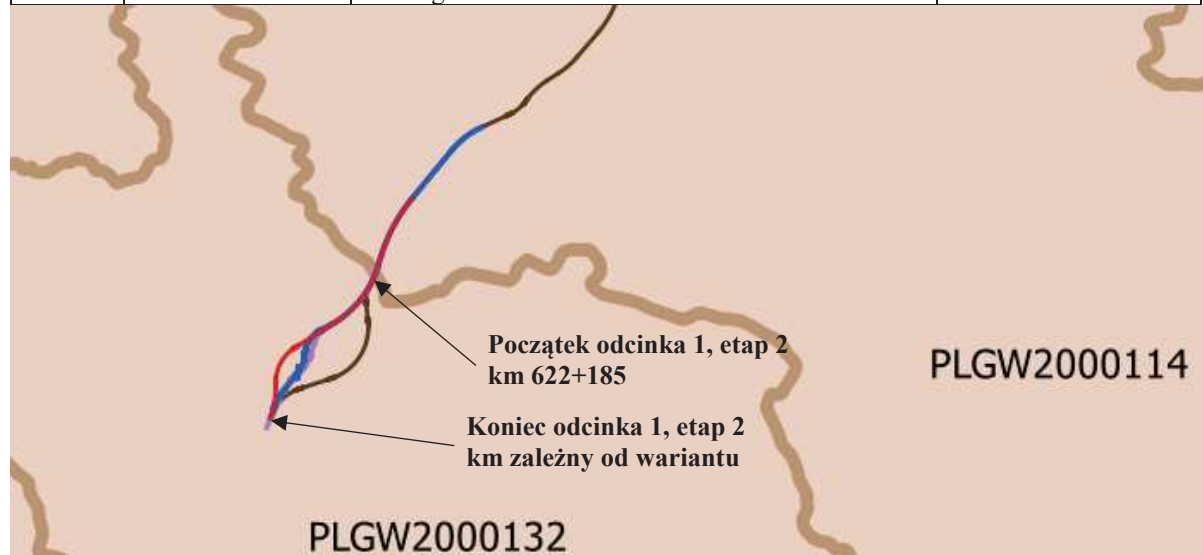 Początek odcinka 1, etap 2
km 622+185
PLGW2000114
Koniec odcinka 1, etap 2
km zależny od wariantu
PLGW2000132